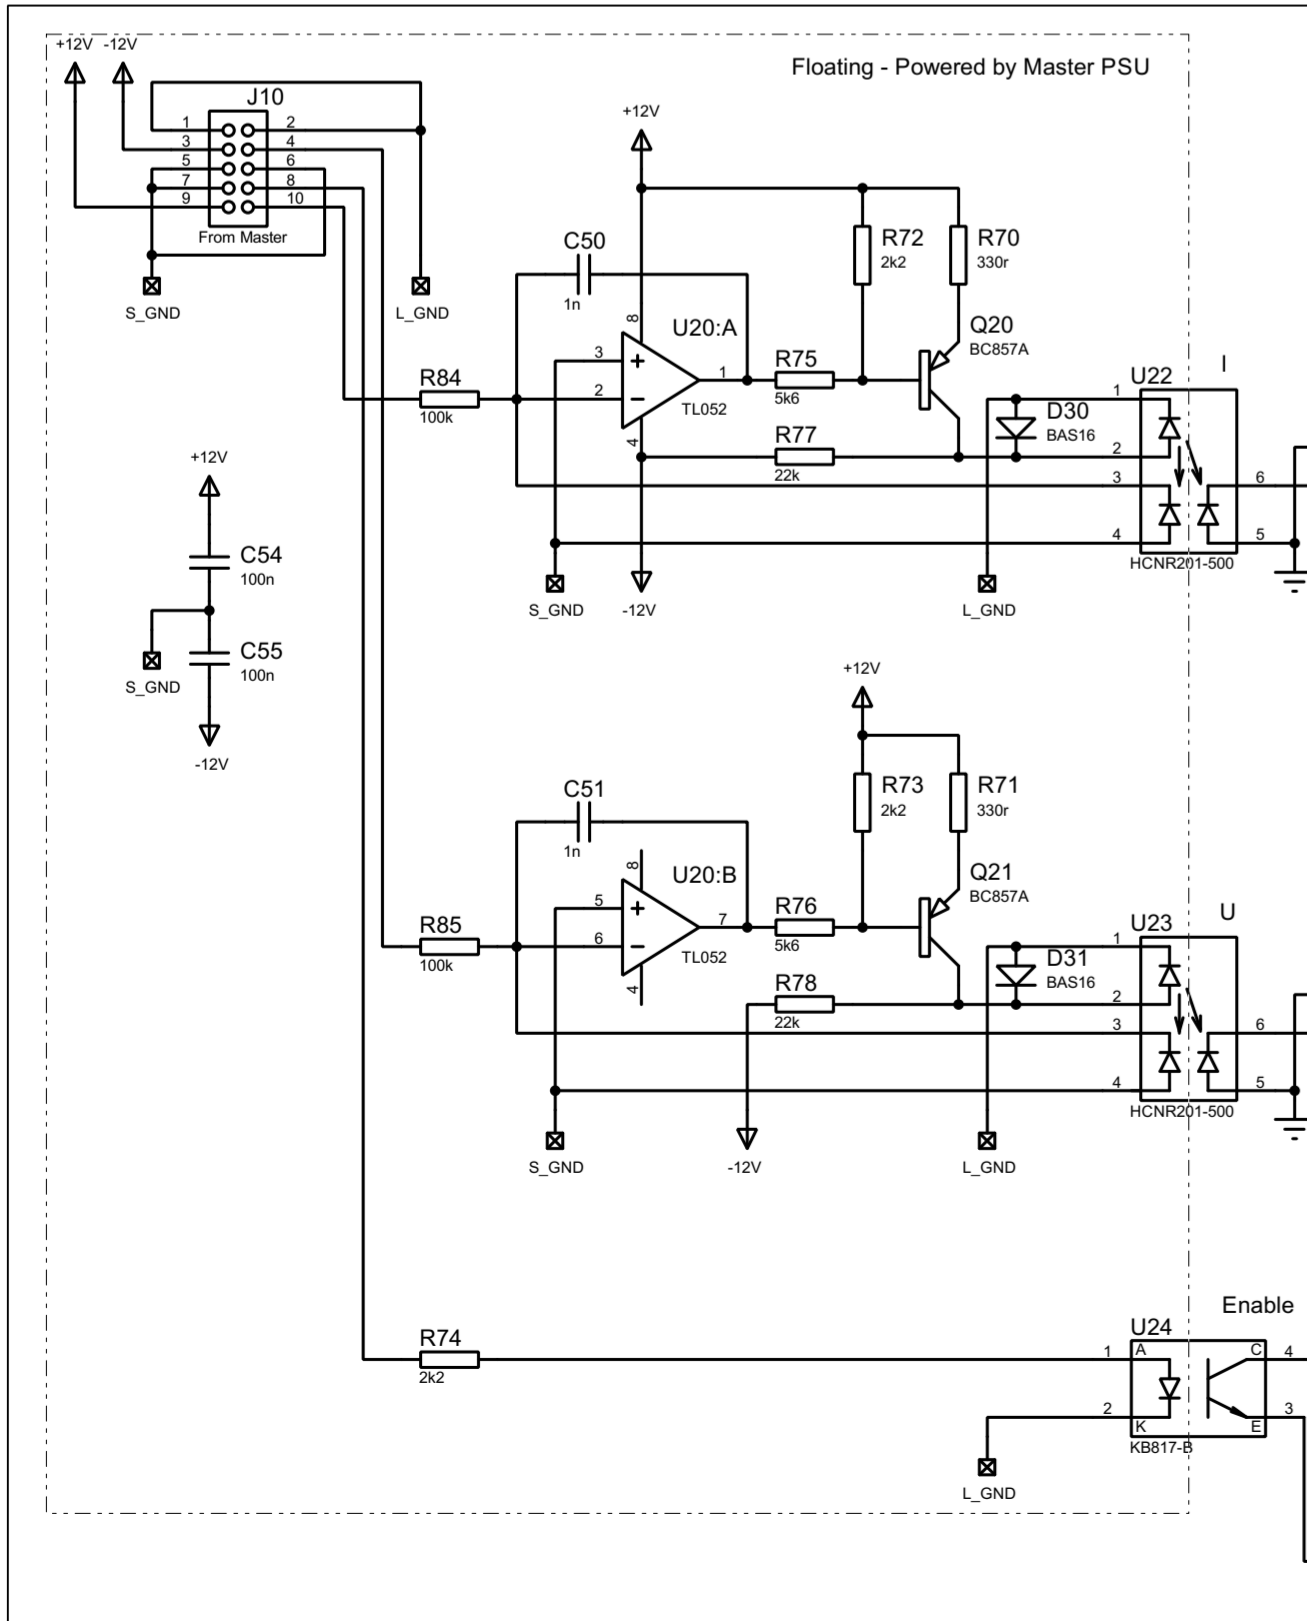 Floating - Powered by Master PSU
+12V -12V
J10
1 2
3 4
5 6
7 8
9 10
From Master
S_GND
L_GND
+12V
R72
2k2
R70
330r
C50
1n
8
U20:A
Q20
BC857A
3
2
1
4
TL052
R84
100k
R75
5k6
R77
22k
D30
BAS16
U22
I
1
2
3
4
6
5
HCNR201-500
S_GND
-12V
L_GND
+12V
C54
100n
S_GND
C55
100n
-12V
+12V
R73
2k2
R71
330r
C51
1n
8
U20:B
Q21
BC857A
5
6
7
4
TL052
R85
100k
R76
5k6
R78
22k
D31
BAS16
U23
U
1
2
3
4
6
5
HCNR201-500
S_GND
-12V
L_GND
Enable
R74
2k2
U24
1 A C 4
2 K E 3
KB817-B
L_GND